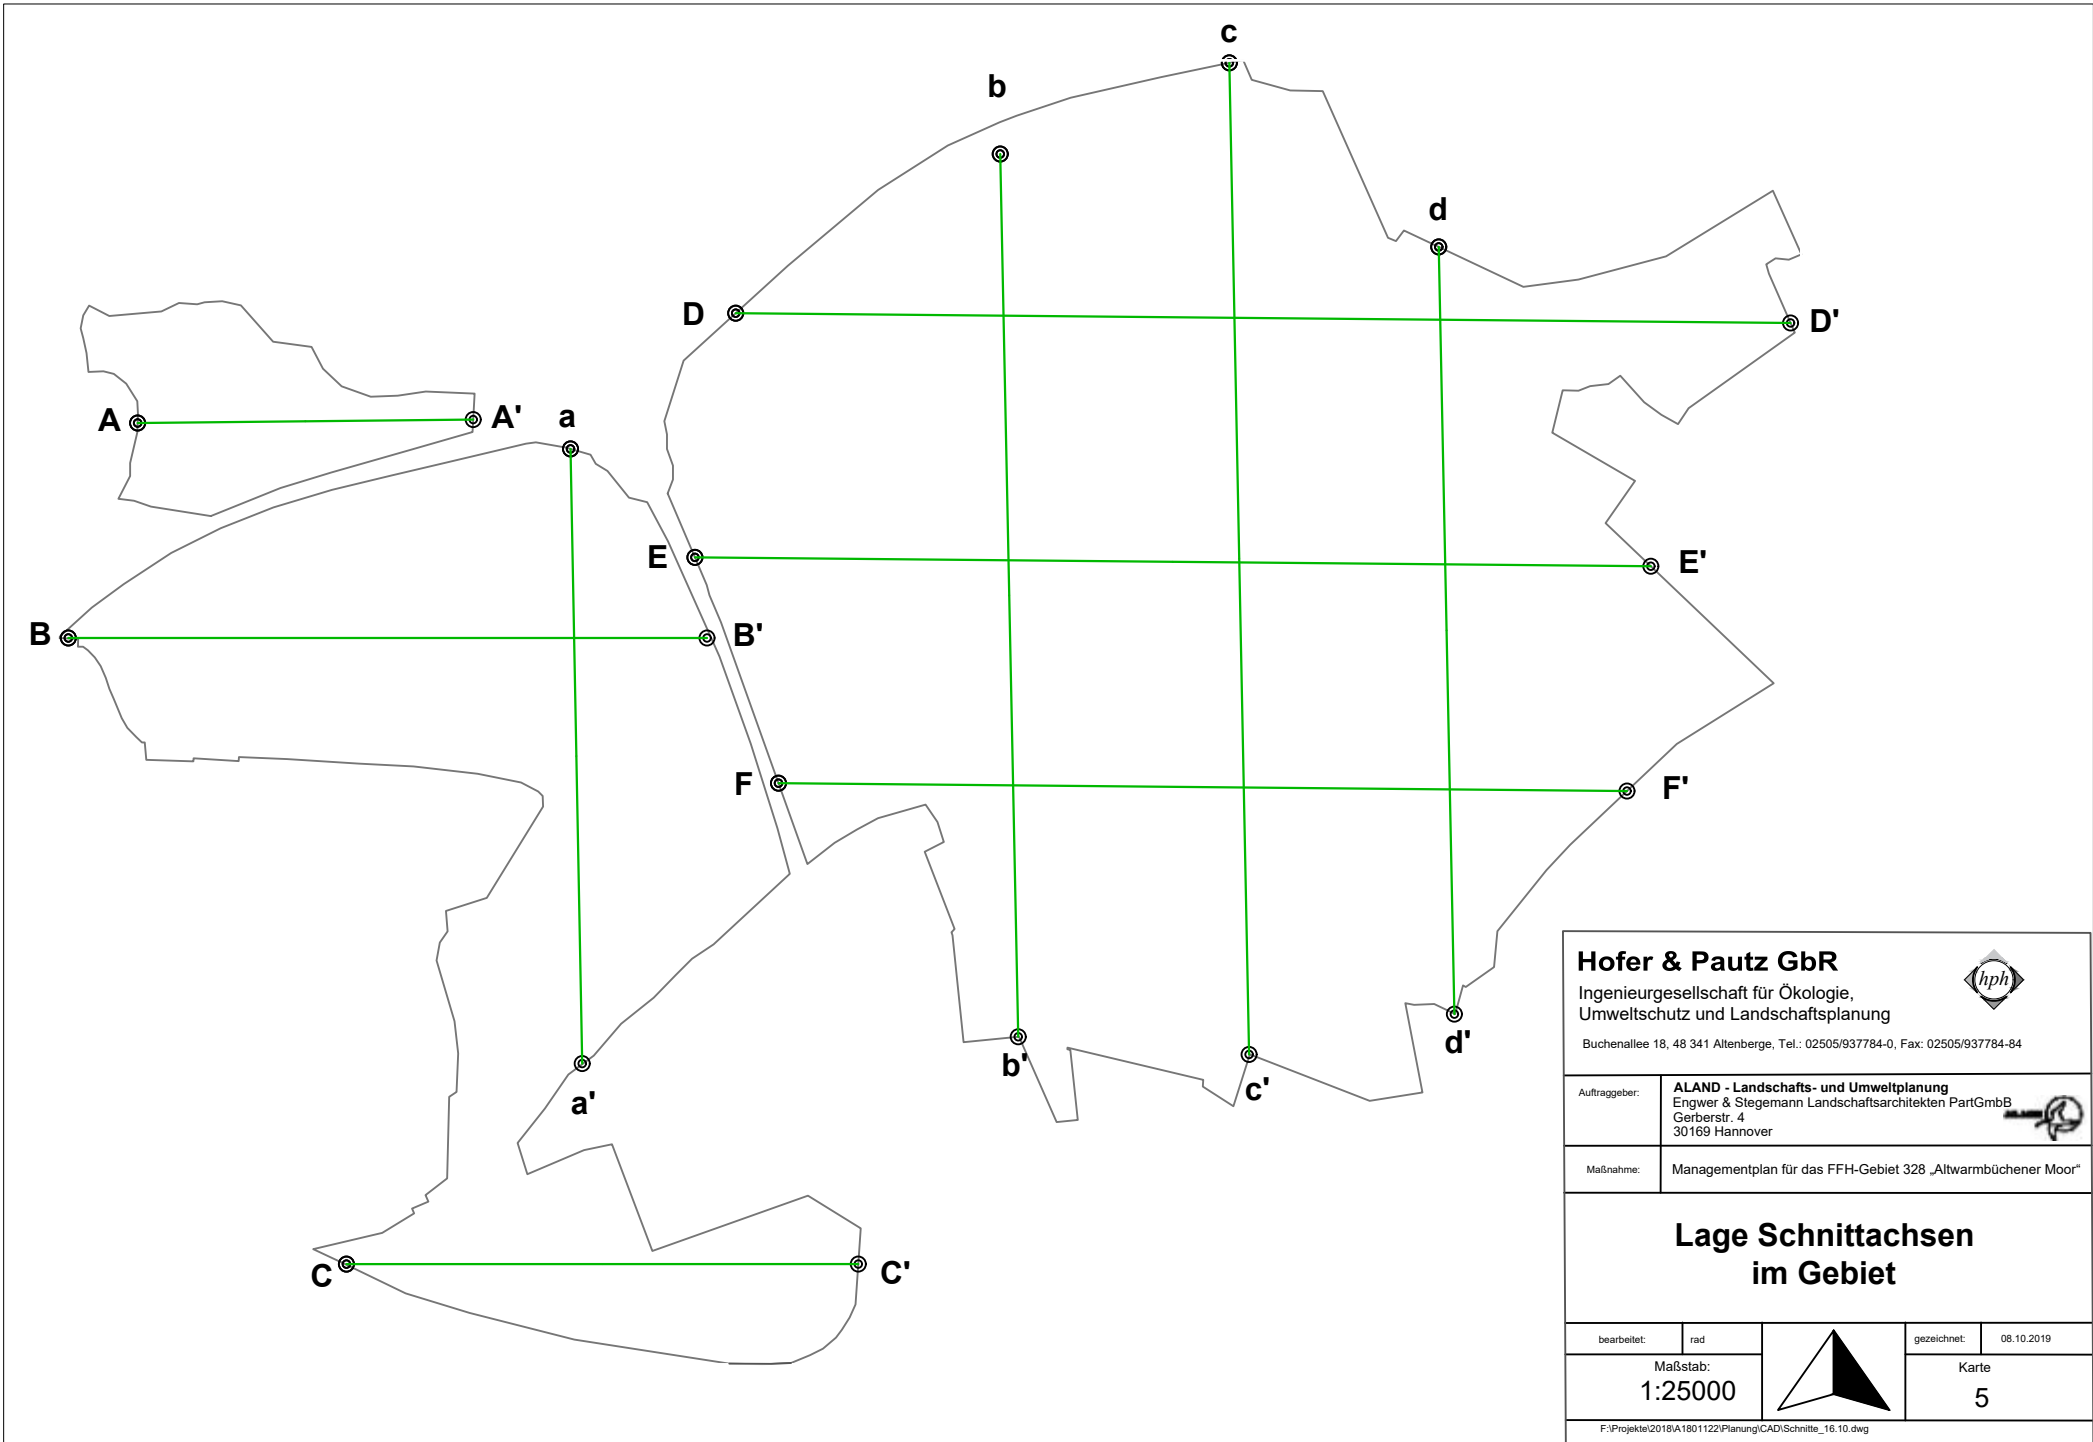 c
b
d
D
D'
A
A'
a
E
E'
B
B'
F
F'
b'
c'
d'
a'
C
C'
Hofer & Pautz GbR
Ingenieurgesellschaft für Ökologie,
Umweltschutz und Landschaftsplanung
hph
Buchenallee 18, 48 341 Altenberge, Tel.: 02505/937784-0, Fax: 02505/937784-84
Auftraggeber:
ALAND - Landschafts- und Umweltplanung
Engwer & Stegemann Landschaftsarchitekten PartGmbB
Gerberstr. 4
30169 Hannover
Maßnahme:
Managementplan für das FFH-Gebiet 328 „Altwarmbüchener Moor“
Lage Schnittachsen
im Gebiet
bearbeitet:
rad
gezeichnet:
08.10.2019
Maßstab:
1:25000
Karte
5
F:\Projekte\2018\A1801122\Planung\CAD\Schnitte_16.10.dwg